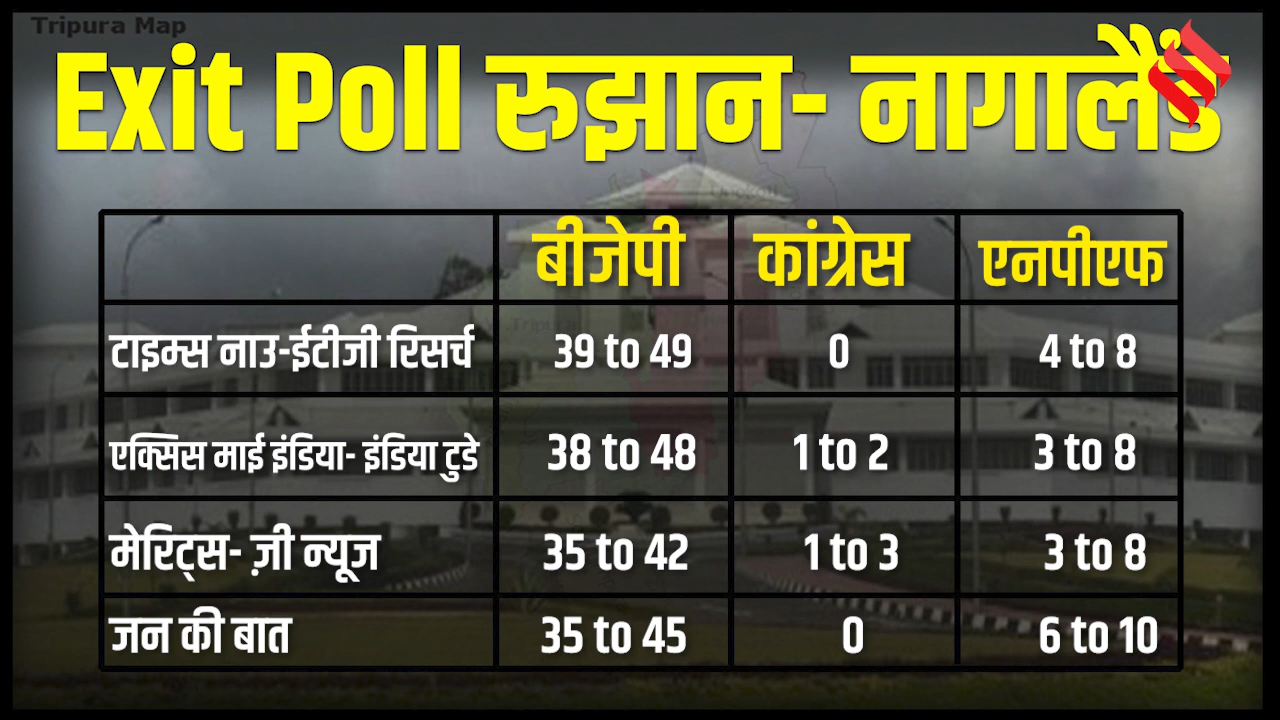 Tripura Map
Exit Poll रुझान- नागालैंड
बीजेपी कांग्रेस एनपीएफ
टाइम्स नाउ-ईटीजी रिसर्च 39 to 49 0 4 to 8
एक्सिस माई इंडिया- इंडिया टुडे 38 to 48 1 to 2 3 to 8
मेरिट्स- ज़ी न्यूज 35 to 42 1 to 3 3 to 8
जन की बात 35 to 45 0 6 to 10